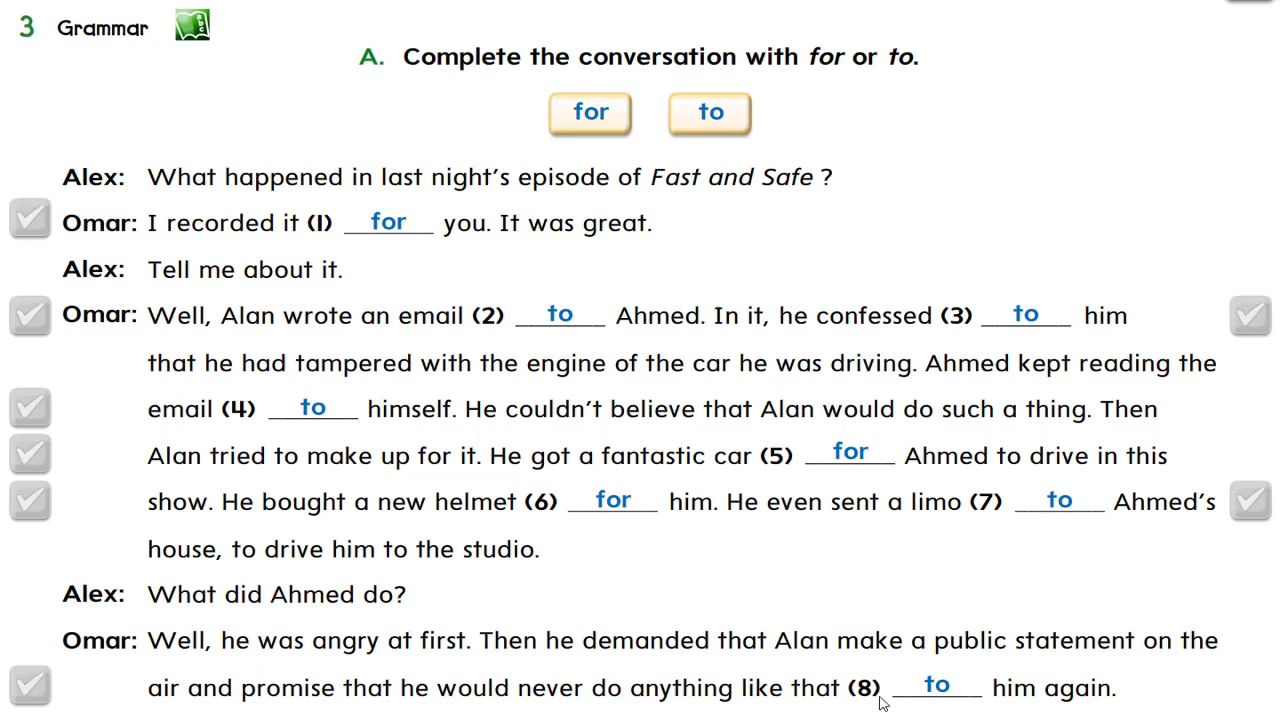 3 Grammar
A. Complete the conversation with for or to.
for to
Alex: What happened in last night's episode of Fast and Safe ?
Omar: I recorded it (1) for you. It was great.
Alex: Tell me about it.
Omar: Well, Alan wrote an email (2) to Ahmed. In it, he confessed (3) to him
that he had tampered with the engine of the car he was driving. Ahmed kept reading the
email (4) to himself. He couldn't believe that Alan would do such a thing. Then
Alan tried to make up for it. He got a fantastic car (5) for Ahmed to drive in this
show. He bought a new helmet (6) for him. He even sent a limo (7) to Ahmed's
house, to drive him to the studio.
Alex: What did Ahmed do?
Omar: Well, he was angry at first. Then he demanded that Alan make a public statement on the
air and promise that he would never do anything like that (8) to him again.